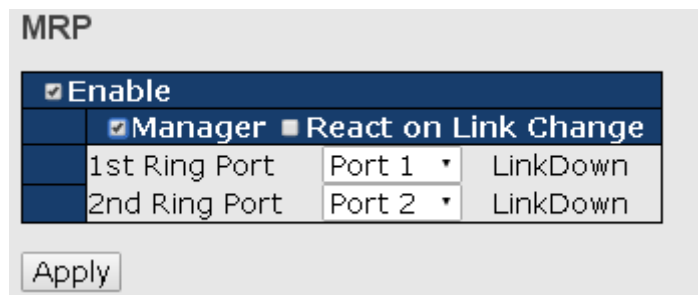 MRP
Enable
Manager React on Link Change
1st Ring Port Port 1 LinkDown
2nd Ring Port Port 2 LinkDown
Apply